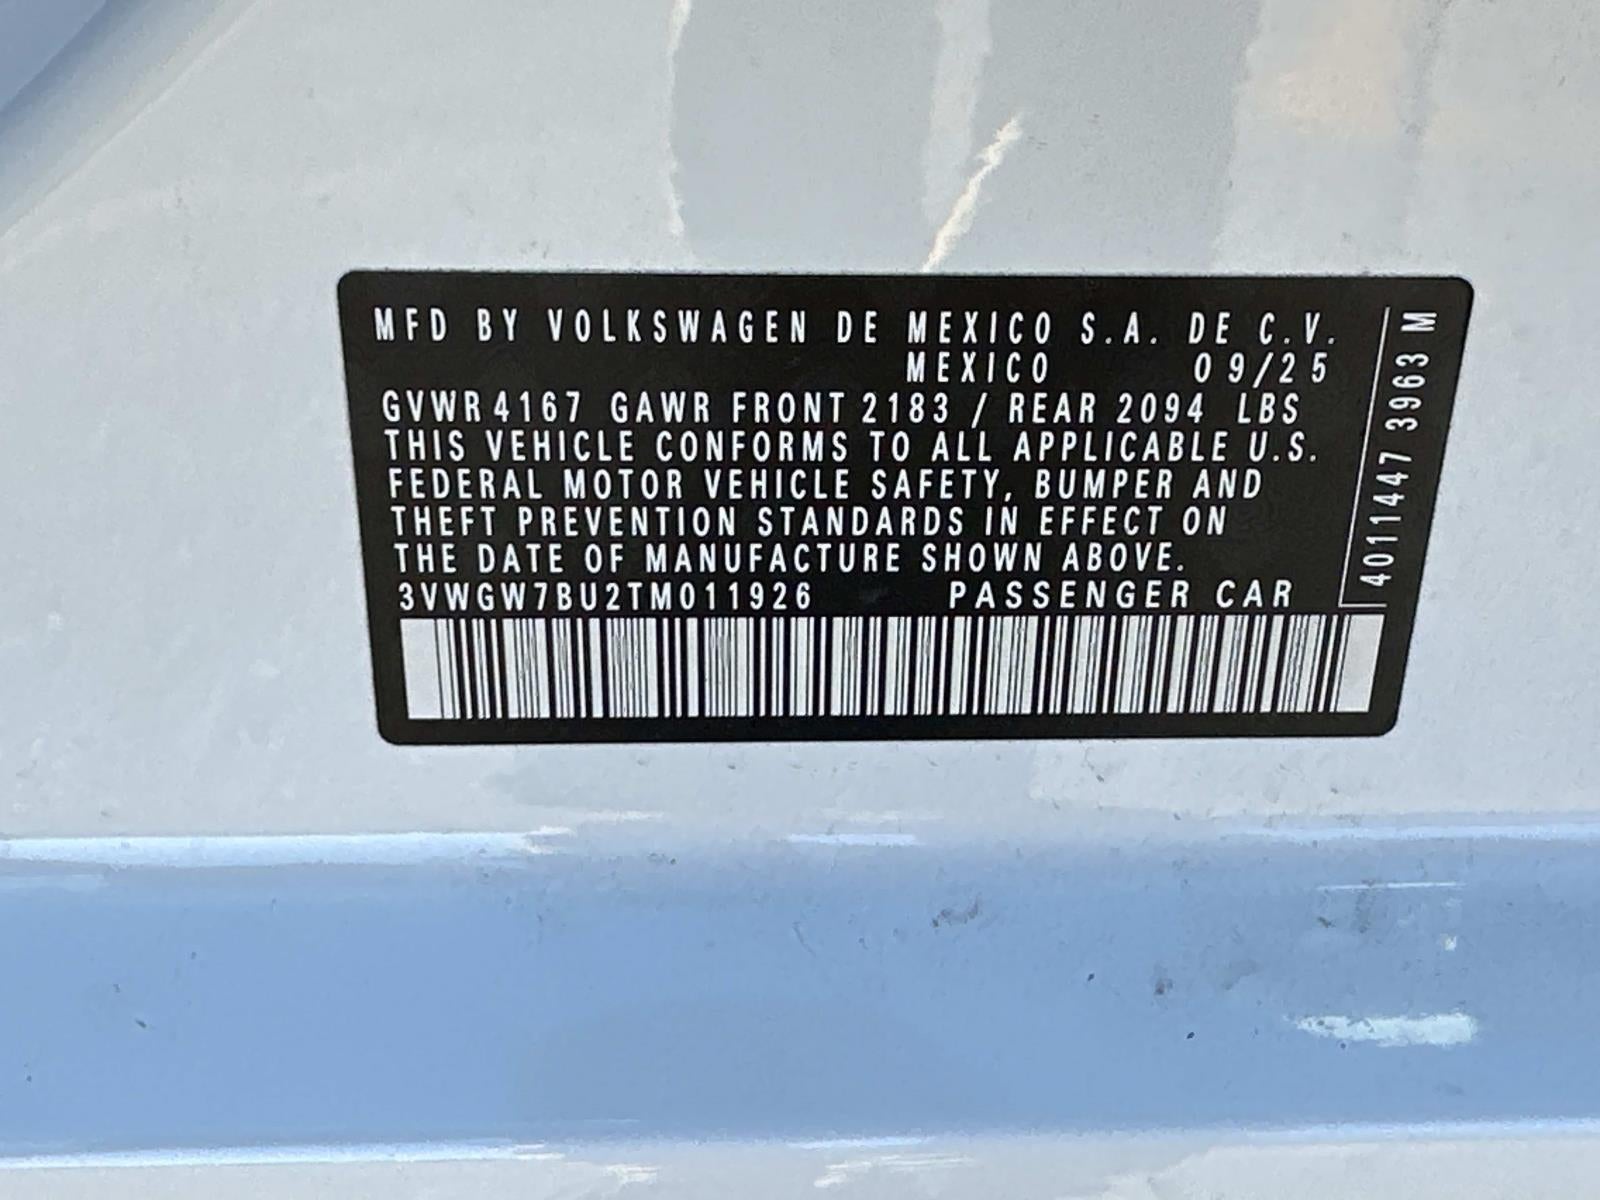 MFD BY VOLKSWAGEN DE MEXICO S.A. DE C.V.
MEXICO 09/25
GVWR 4167 GAWR FRONT 2183 / REAR 2094 LBS
THIS VEHICLE CONFORMS TO ALL APPLICABLE U.S.
FEDERAL MOTOR VEHICLE SAFETY, BUMPER AND
THEFT PREVENTION STANDARDS IN EFFECT ON
THE DATE OF MANUFACTURE SHOWN ABOVE.
3VWGW7BU2TM011926 PASSENGER CAR
4011447 3963 M